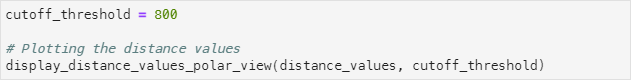 cutoff_threshold = 800
# Plotting the distance values
display_distance_values_polar_view(distance_values, cutoff_threshold)